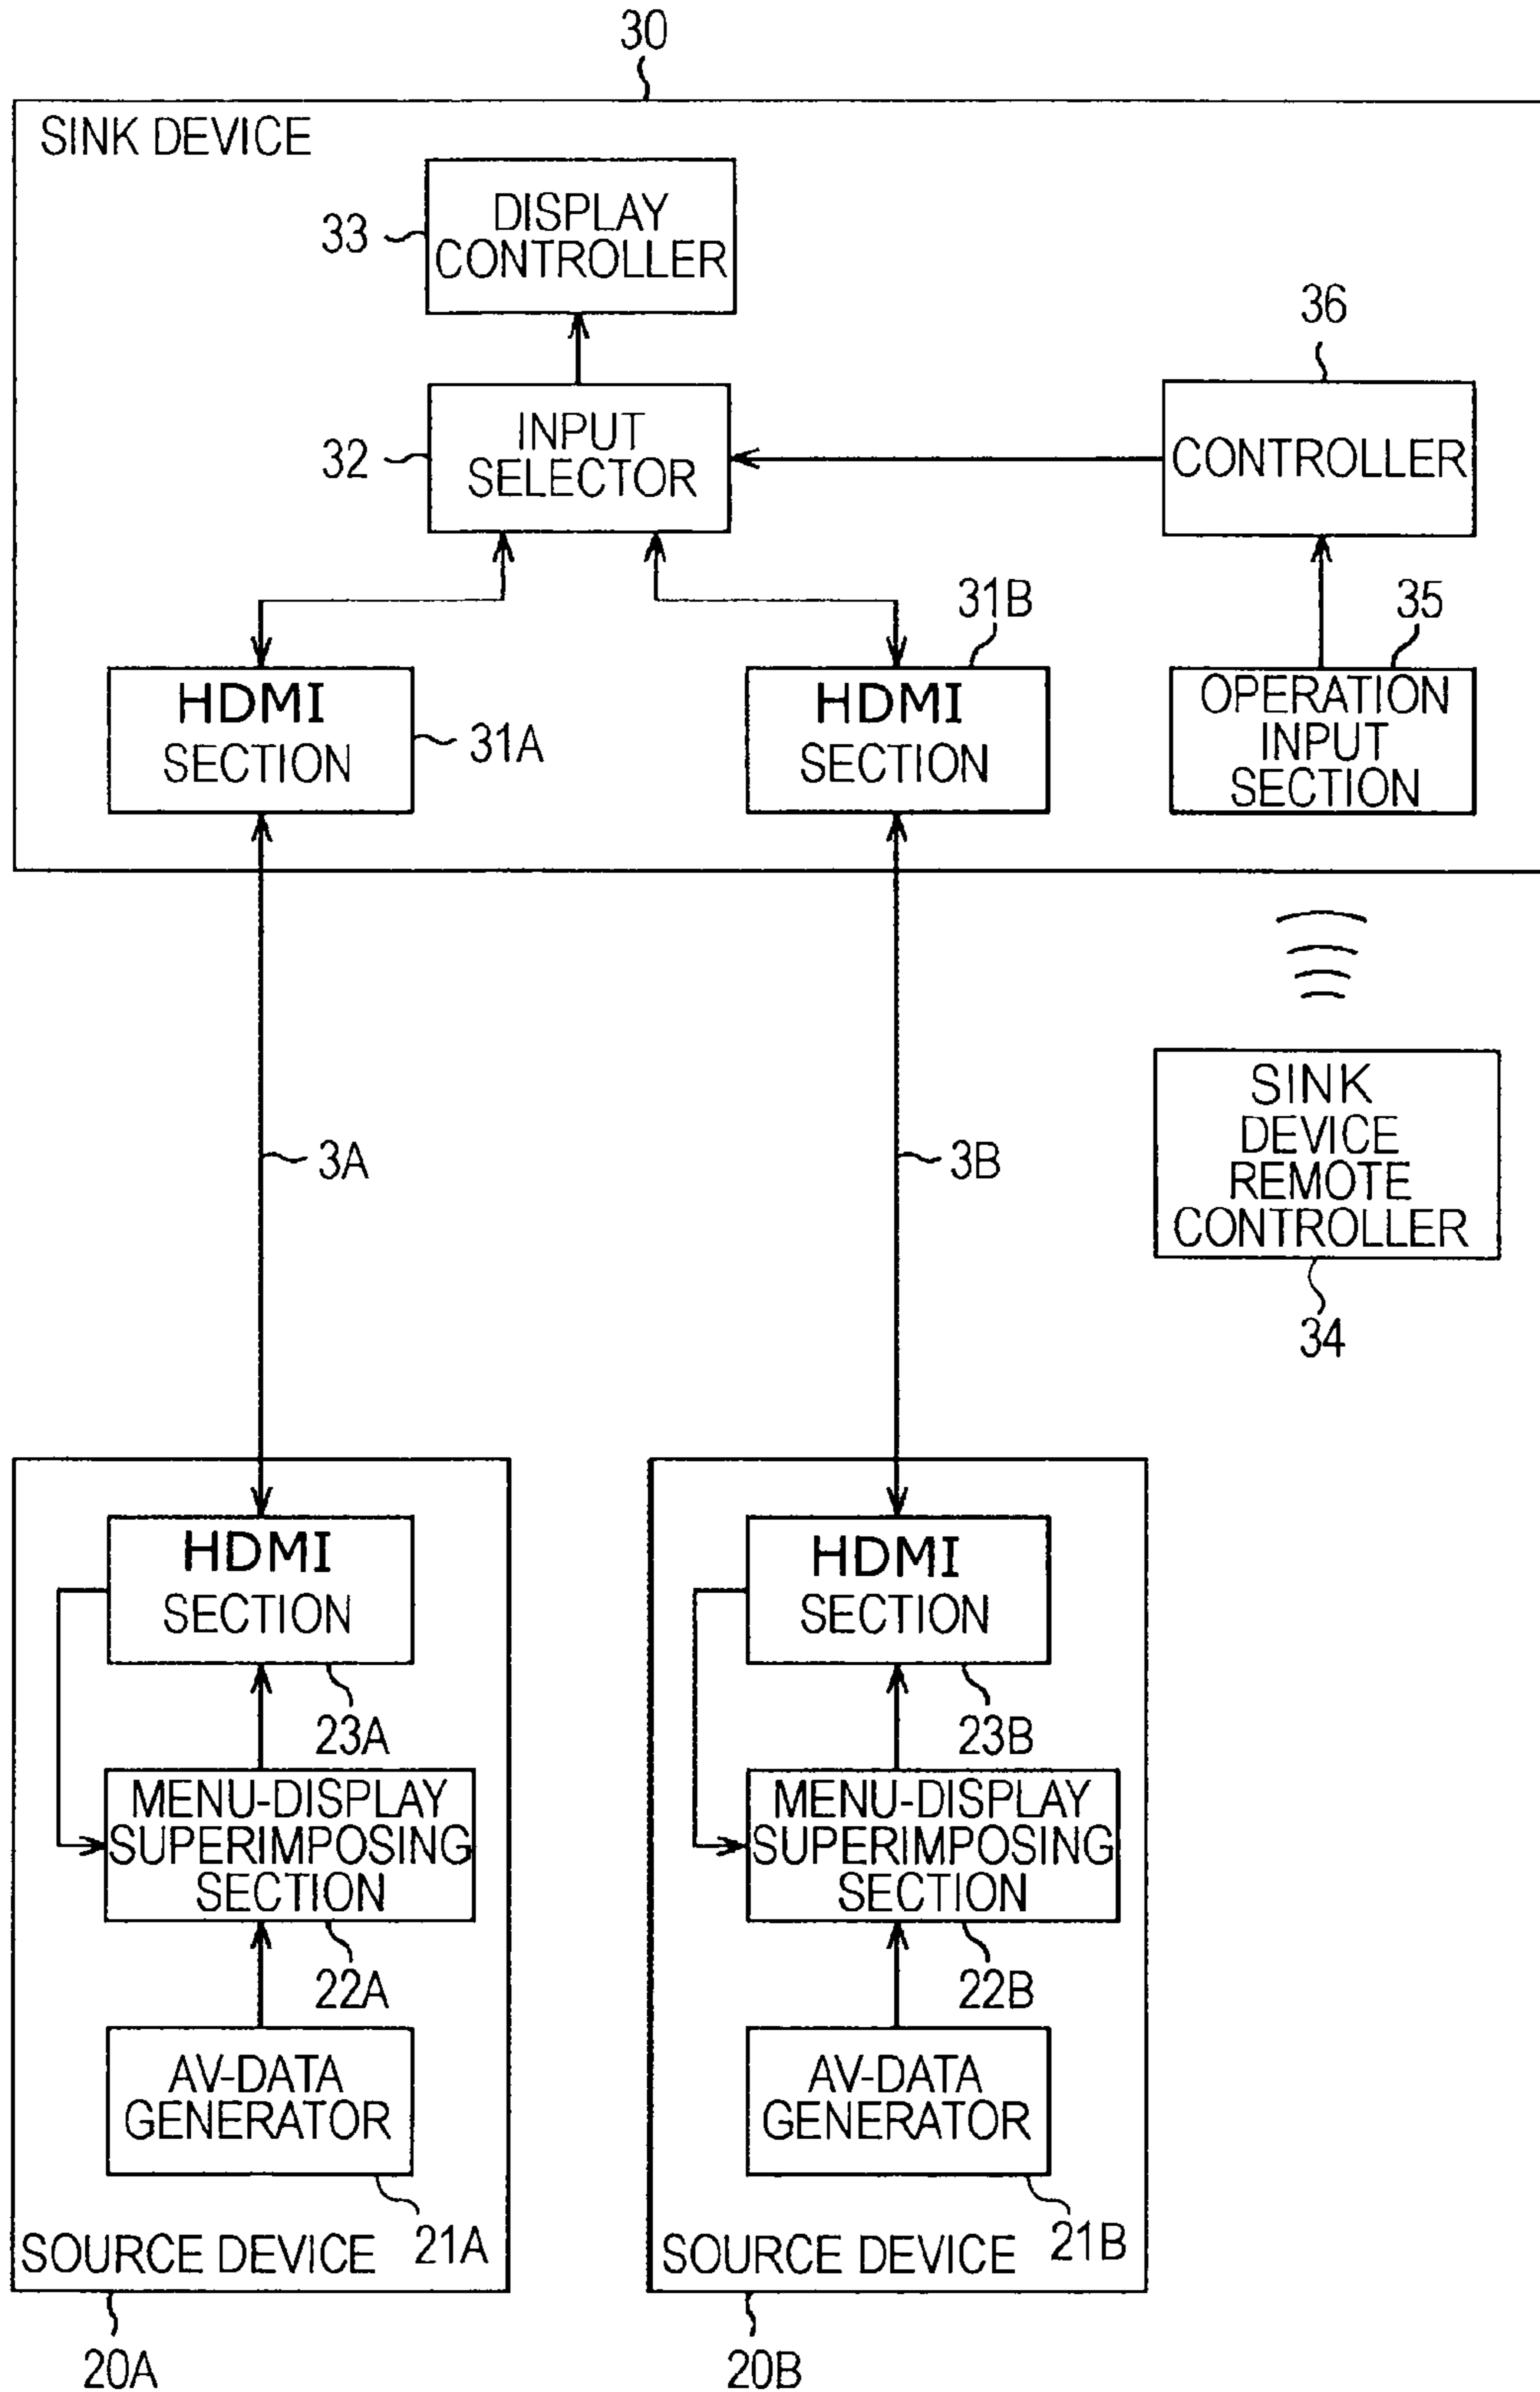 30
SINK DEVICE
33
DISPLAY
CONTROLLER
36
32
INPUT
SELECTOR
CONTROLLER
31B
35
HDMI
SECTION
31A
HDMI
SECTION
OPERATION
INPUT
SECTION
3A
3B
SINK
DEVICE
REMOTE
CONTROLLER
34
HDMI
SECTION
23A
MENU-DISPLAY
SUPERIMPOSING
SECTION
22A
AV-DATA
GENERATOR
21A
SOURCE DEVICE
20A
HDMI
SECTION
23B
MENU-DISPLAY
SUPERIMPOSING
SECTION
22B
AV-DATA
GENERATOR
21B
SOURCE DEVICE
20B